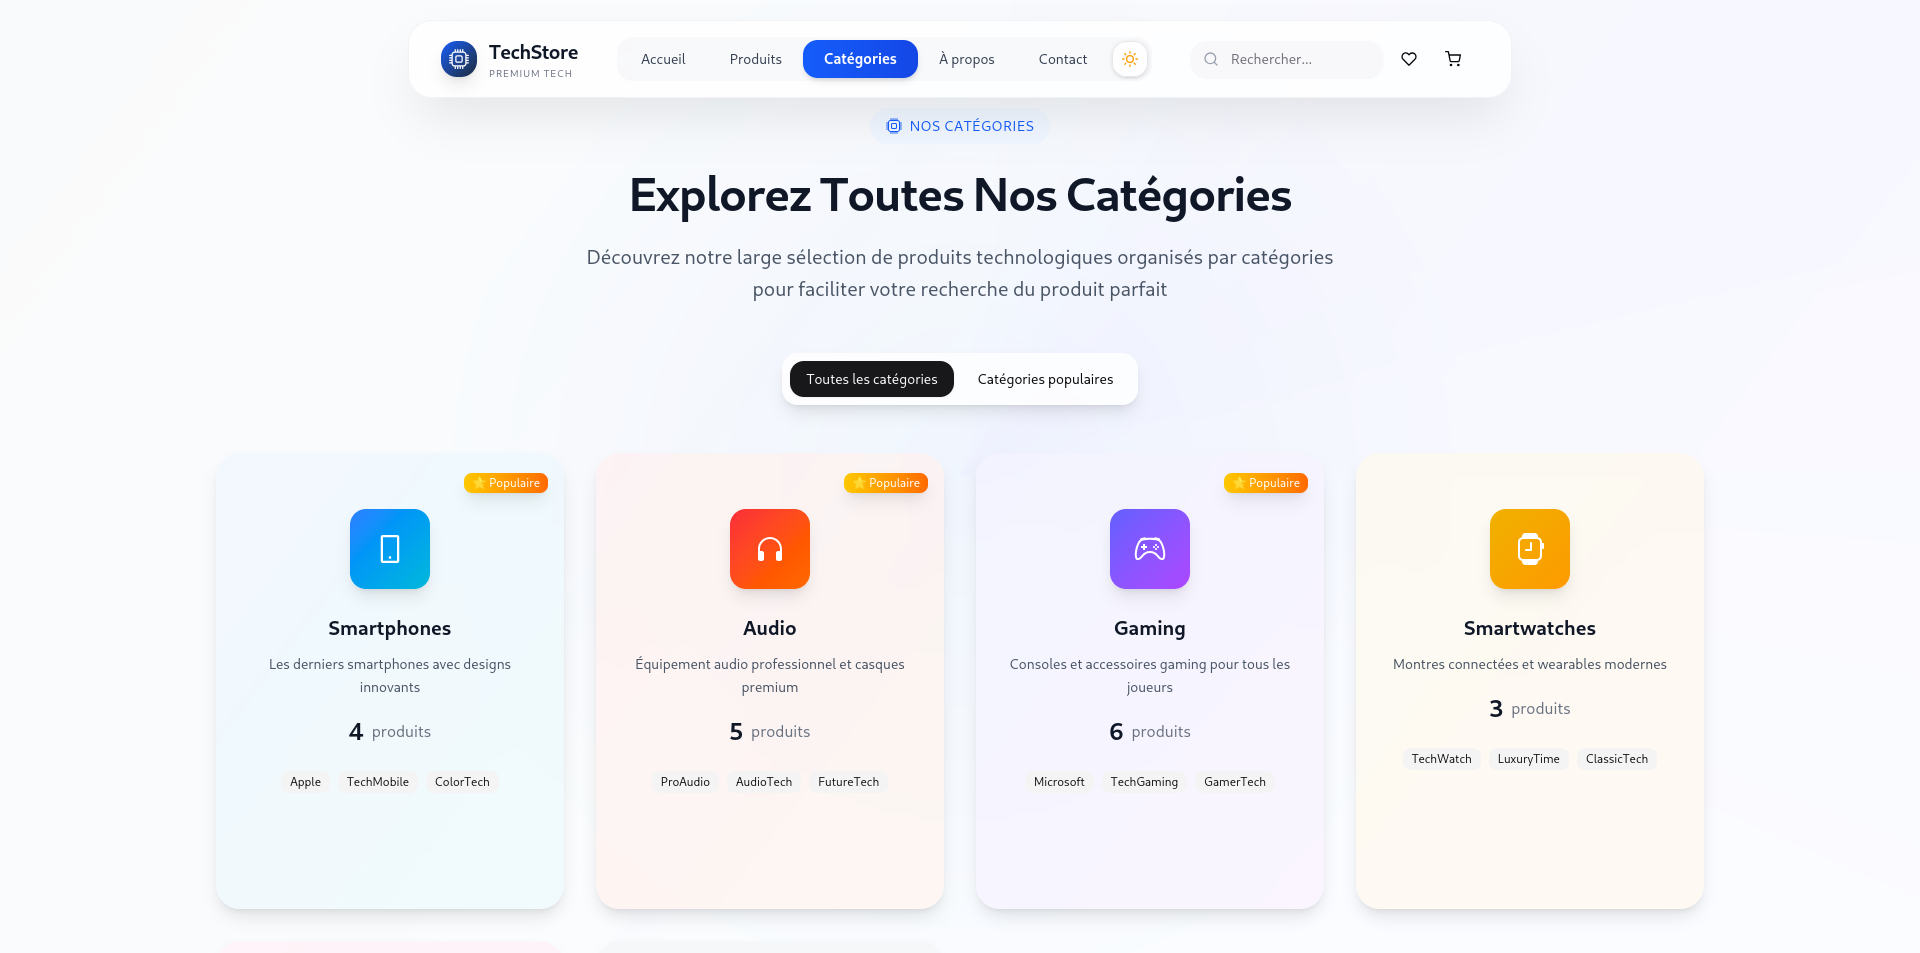 TechStore
PREMIUM TECH
Accueil
Produits
Catégories
À propos
Contact
Rechercher...
NOS CATÉGORIES
Explorez Toutes Nos Catégories
Découvrez notre large sélection de produits technologiques organisés par catégories
pour faciliter votre recherche du produit parfait
Toutes les catégories
Catégories populaires
⭐ Populaire
Smartphones
Les derniers smartphones avec designs
innovants
4 produits
Apple TechMobile ColorTech
⭐ Populaire
Audio
Équipement audio professionnel et casques
premium
5 produits
ProAudio AudioTech FutureTech
⭐ Populaire
Gaming
Consoles et accessoires gaming pour tous les
joueurs
6 produits
Microsoft TechGaming GamerTech
Smartwatches
Montres connectées et wearables modernes
3 produits
TechWatch LuxuryTime ClassicTech